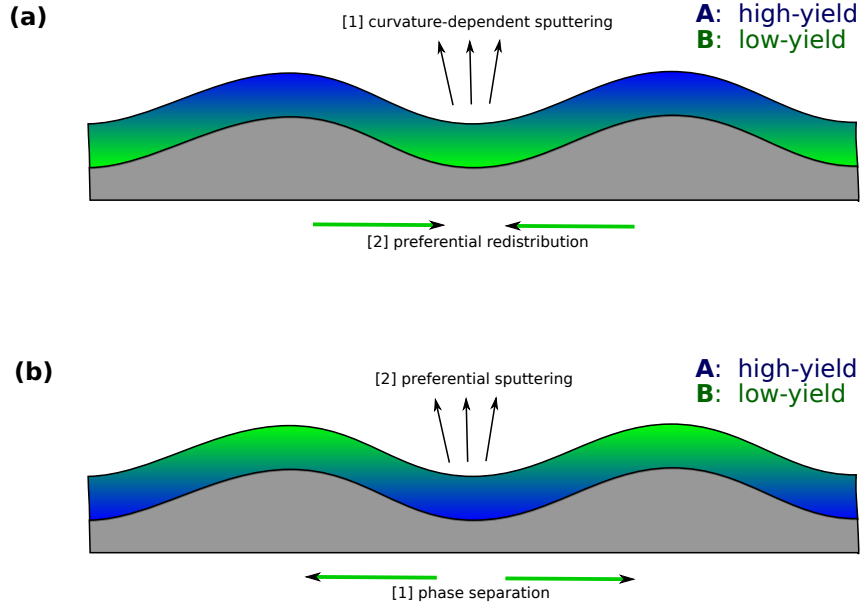 (a)
[1] curvature-dependent sputtering
A: high-yield
B: low-yield
[2] preferential redistribution
(b)
[2] preferential sputtering
A: high-yield
B: low-yield
[1] phase separation